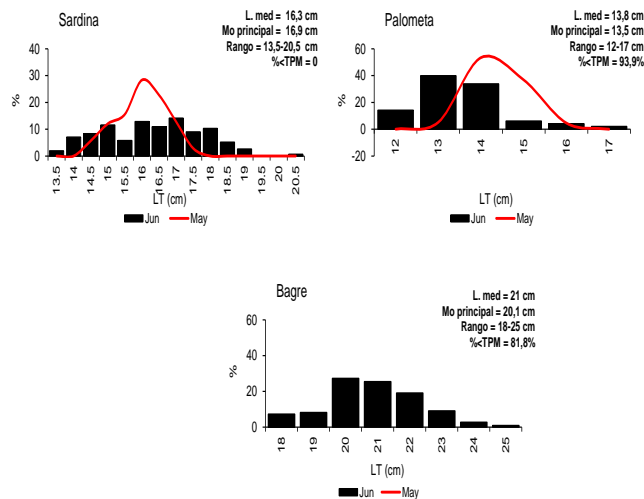 Sardina
L. med = 16,3 cm
Mo principal = 16,9 cm
Rango = 13,5-20,5 cm
%<TPM = 0
40
30
20
10
0
%
13.5
14
14.5
15
15.5
16
16.5
17
17.5
18
18.5
19
19.5
20
20.5
LT (cm)
Jun May
Palometa
L. med = 13,8 cm
Mo principal = 13,5 cm
Rango = 12-17 cm
%<TPM = 93,9%
60
40
20
0
-20
%
12
13
14
15
16
17
LT (cm)
Jun May
Bagre
L. med = 21 cm
Mo principal = 20,1 cm
Rango = 18-25 cm
%<TPM = 81,8%
60
40
20
0
%
18
19
20
21
22
23
24
25
LT (cm)
Jun May